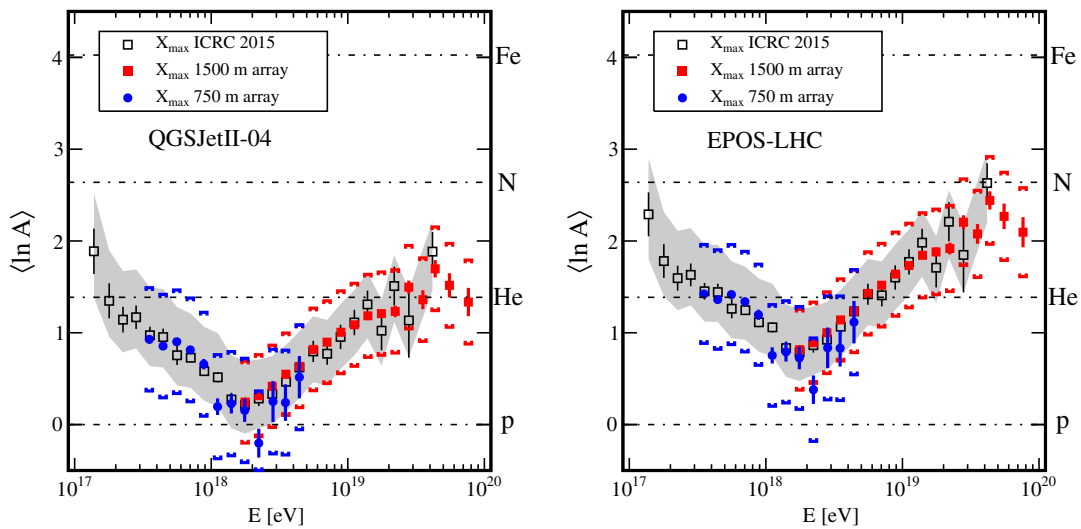 X_max ICRC 2015
X_max 1500 m array
X_max 750 m array
QGSJetII-04
Fe
N
He
p
⟨ln A⟩
4
3
2
1
0
10^17 10^18 10^19 10^20
E [eV]
X_max ICRC 2015
X_max 1500 m array
X_max 750 m array
EPOS-LHC
Fe
N
He
p
⟨ln A⟩
4
3
2
1
0
10^17 10^18 10^19 10^20
E [eV]